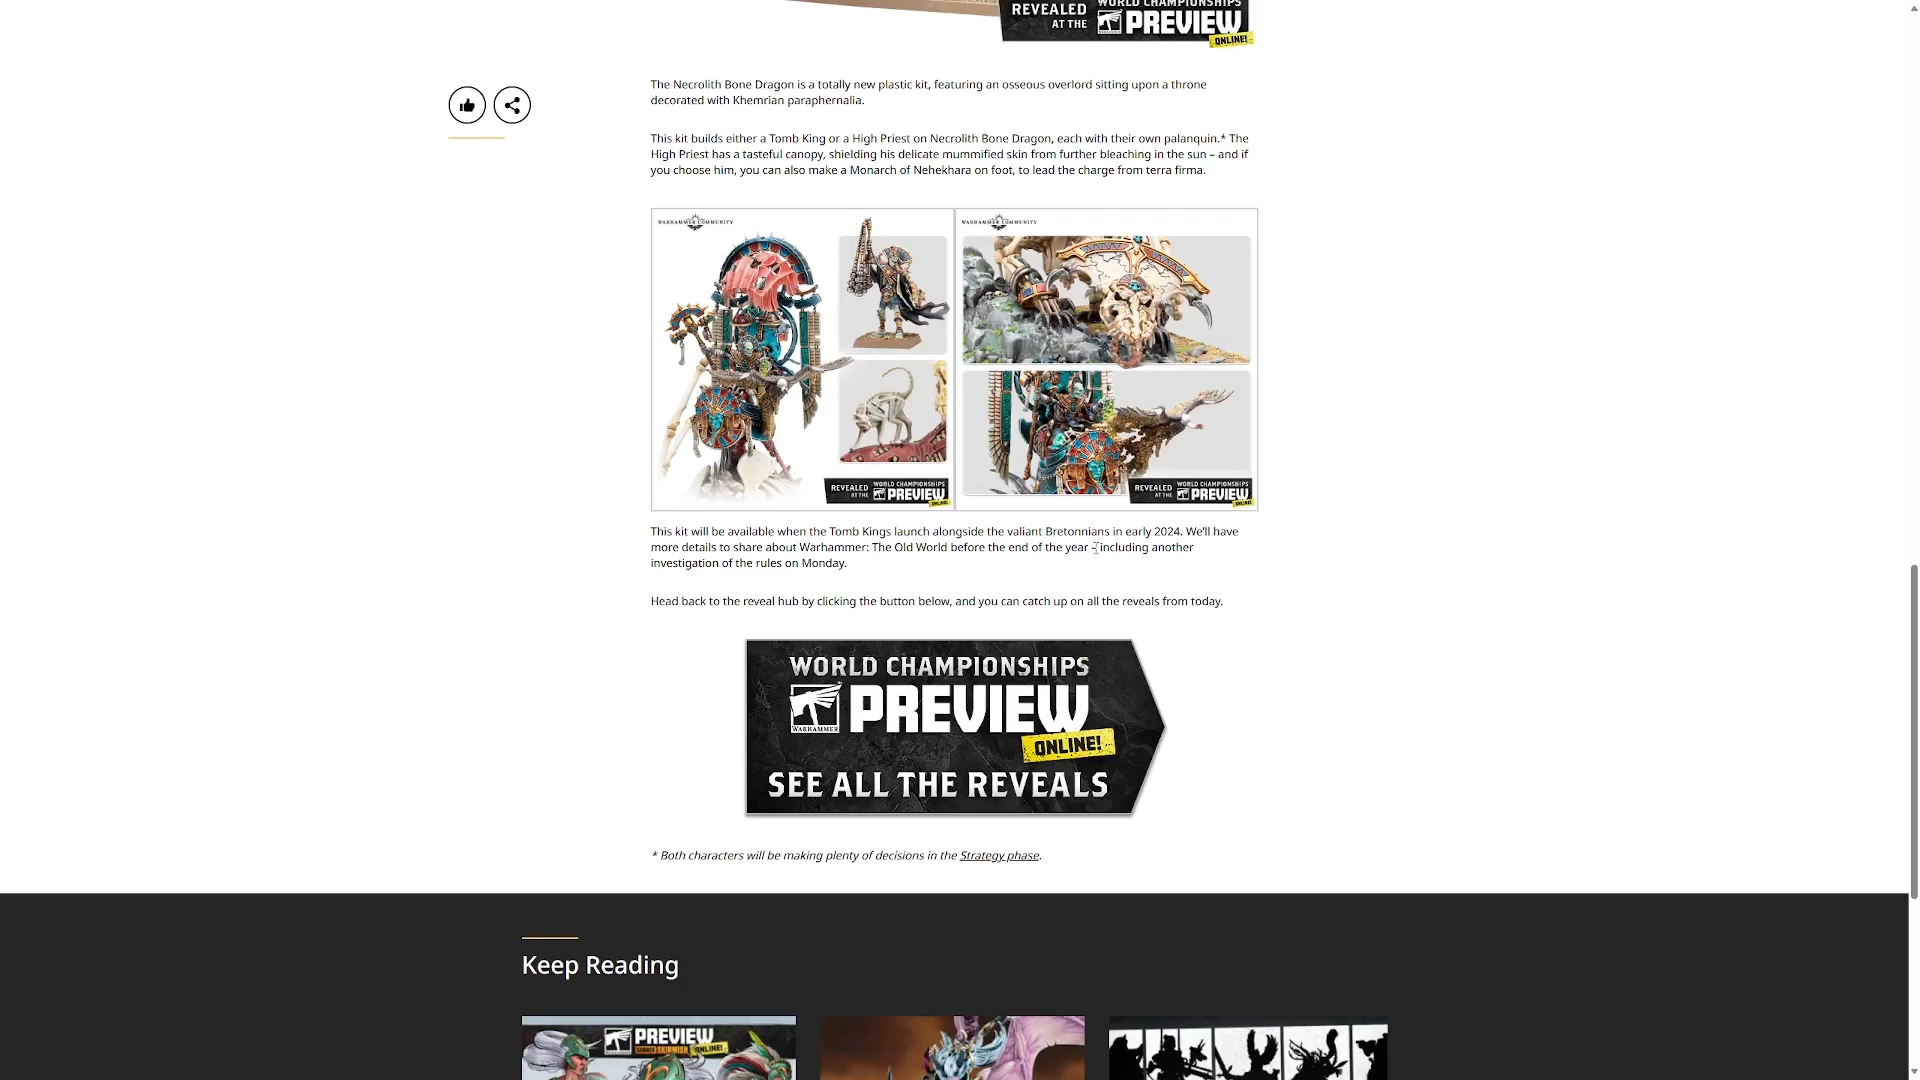 REVEALED
AT THE
WORLD CHAMPIONSHIPS
PREVIEW
ONLINE!
The Necrolith Bone Dragon is a totally new plastic kit, featuring an osseous overlord sitting upon a throne
decorated with Khemrian paraphernalia.
This kit builds either a Tomb King or a High Priest on Necrolith Bone Dragon, each with their own palanquin.* The
High Priest has a tasteful canopy, shielding his delicate mummified skin from further bleaching in the sun – and if
you choose him, you can also make a Monarch of Nehekhara on foot, to lead the charge from terra firma.
WARHAMMER COMMUNITY
WARHAMMER COMMUNITY
REVEALED
AT THE
WORLD CHAMPIONSHIPS
PREVIEW
ONLINE!
REVEALED
AT THE
WORLD CHAMPIONSHIPS
PREVIEW
ONLINE!
This kit will be available when the Tomb Kings launch alongside the valiant Bretonnians in early 2024. We'll have
more details to share about Warhammer: The Old World before the end of the year – including another
investigation of the rules on Monday.
Head back to the reveal hub by clicking the button below, and you can catch up on all the reveals from today.
WORLD CHAMPIONSHIPS
WARHAMMER
PREVIEW
ONLINE!
SEE ALL THE REVEALS
* Both characters will be making plenty of decisions in the Strategy phase.
Keep Reading
PREVIEW
ONLINE!